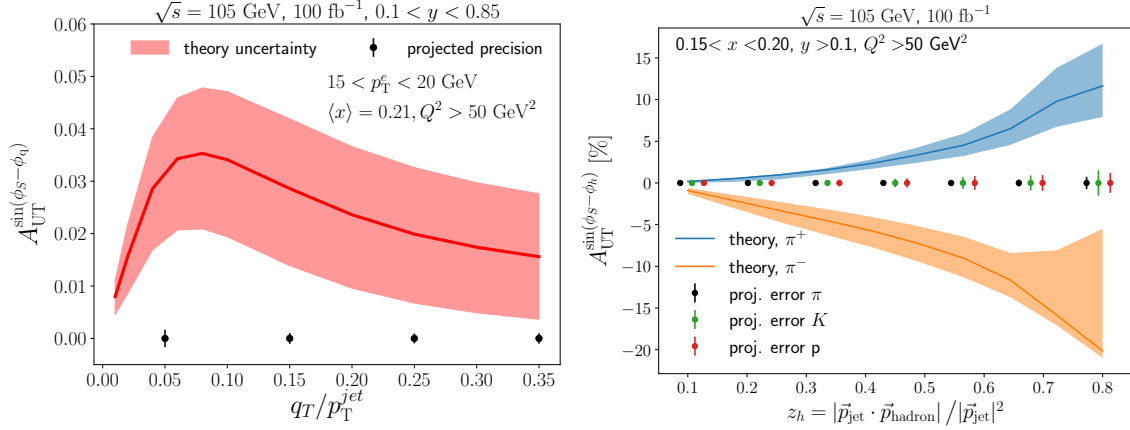 √s = 105 GeV, 100 fb⁻¹, 0.1 < y < 0.85
theory uncertainty
projected precision
15 < p_T^e < 20 GeV
⟨x⟩ = 0.21, Q² > 50 GeV²
A_UT^sin(ϕ_S−ϕ_q)
0.06
0.05
0.04
0.03
0.02
0.01
0.00
0.00 0.05 0.10 0.15 0.20 0.25 0.30 0.35
q_T/p_T^jet
√s = 105 GeV, 100 fb⁻¹
0.15< x <0.20, y >0.1, Q² >50 GeV²
A_UT^sin(ϕ_S−ϕ_h) [%]
10
5
0
−5
−10
−15
−20
theory, π⁺
theory, π⁻
proj. error π
proj. error K
proj. error p
0.1 0.2 0.3 0.4 0.5 0.6 0.7 0.8
z_h = |p⃗_jet · p⃗_hadron| /|p⃗_jet|²